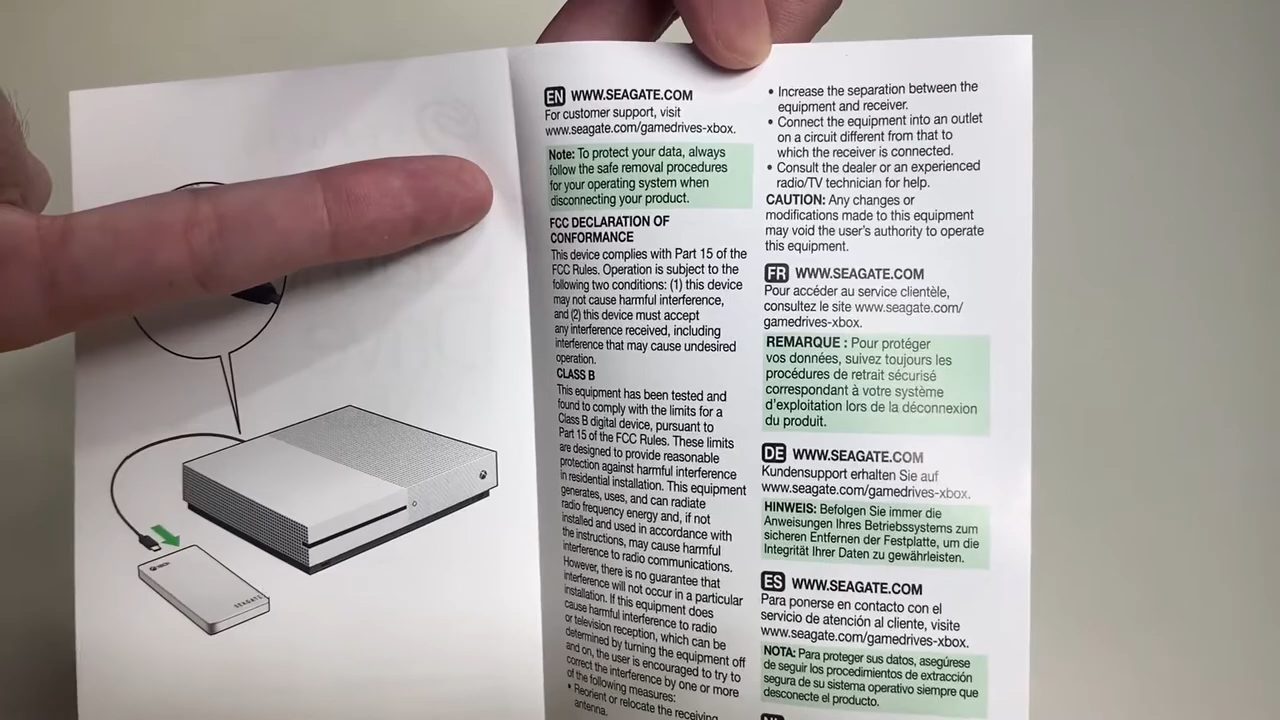 SEAGATE
EN WWW.SEAGATE.COM
For customer support, visit
www.seagate.com/gamedrives-xbox.
Note: To protect your data, always
follow the safe removal procedures
for your operating system when
disconnecting your product.
FCC DECLARATION OF
CONFORMANCE
This device complies with Part 15 of the
FCC Rules. Operation is subject to the
following two conditions: (1) this device
may not cause harmful interference,
and (2) this device must accept
any interference received, including
interference that may cause undesired
operation.
CLASS B
This equipment has been tested and
found to comply with the limits for a
Class B digital device, pursuant to
Part 15 of the FCC Rules. These limits
are designed to provide reasonable
protection against harmful interference
in residential installation. This equipment
generates, uses, and can radiate
radio frequency energy and, if not
installed and used in accordance with
the instructions, may cause harmful
interference to radio communications.
However, there is no guarantee that
interference will not occur in a particular
installation. If this equipment does
cause harmful interference to radio
or television reception, which can be
determined by turning the equipment off
and on, the user is encouraged to try to
correct the interference by one or more
of the following measures:
• Reorient or relocate the receiving
antenna.
• Increase the separation between the
equipment and receiver.
• Connect the equipment into an outlet
on a circuit different from that to
which the receiver is connected.
• Consult the dealer or an experienced
radio/TV technician for help.
CAUTION: Any changes or
modifications made to this equipment
may void the user's authority to operate
this equipment.
FR WWW.SEAGATE.COM
Pour accéder au service clientèle,
consultez le site www.seagate.com/
gamedrives-xbox.
REMARQUE : Pour protéger
vos données, suivez toujours les
procédures de retrait sécurisé
correspondant à votre système
d'exploitation lors de la déconnexion
du produit.
DE WWW.SEAGATE.COM
Kundensupport erhalten Sie auf
www.seagate.com/gamedrives-xbox.
HINWEIS: Befolgen Sie immer die
Anweisungen Ihres Betriebssystems zum
sicheren Entfernen der Festplatte, um die
Integrität Ihrer Daten zu gewährleisten.
ES WWW.SEAGATE.COM
Para ponerse en contacto con el
servicio de atención al cliente, visite
www.seagate.com/gamedrives-xbox.
NOTA: Para proteger sus datos, asegúrese
de seguir los procedimientos de extracción
segura de su sistema operativo siempre que
desconecte el producto.